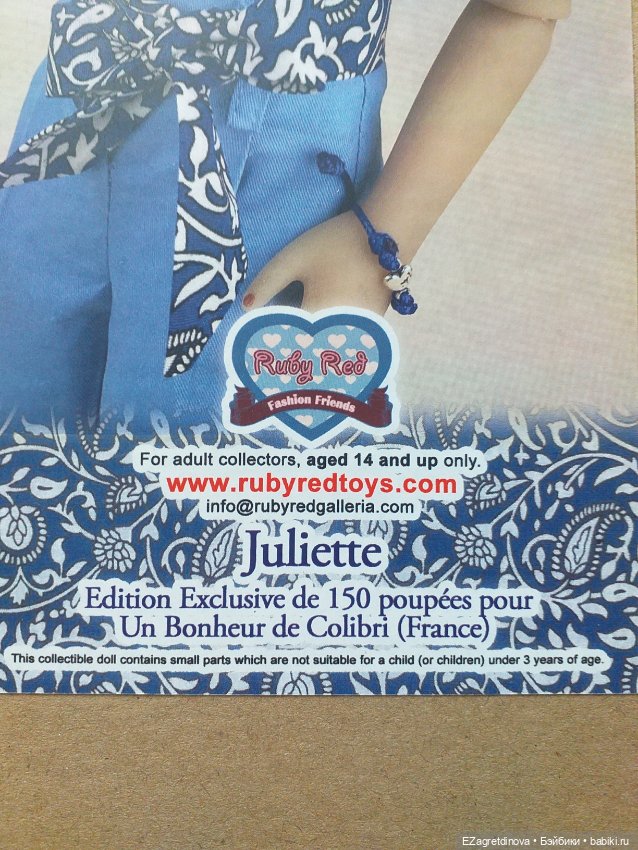 Ruby Red
Fashion Friends
For adult collectors, aged 14 and up only.
www.rubyredtoys.com
info@rubyredgalleria.com
Juliette
Edition Exclusive de 150 poupées pour
Un Bonheur de Colibri (France)
This collectible doll contains small parts which are not suitable for a child (or children) under 3 years of age.
EZagretdinova • Бэйбики • babiki.ru